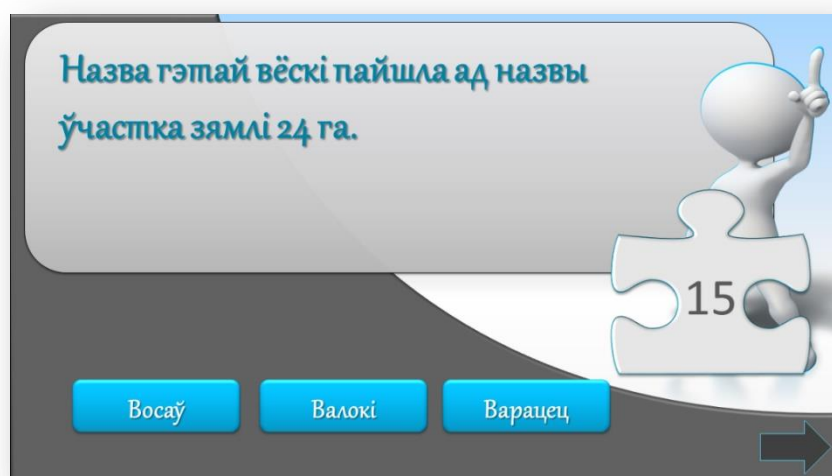 Назва гэтай вёскі пайшла ад назвы
ўчастка зямлі 24 га.
15
Восаў
Валокі
Варацец